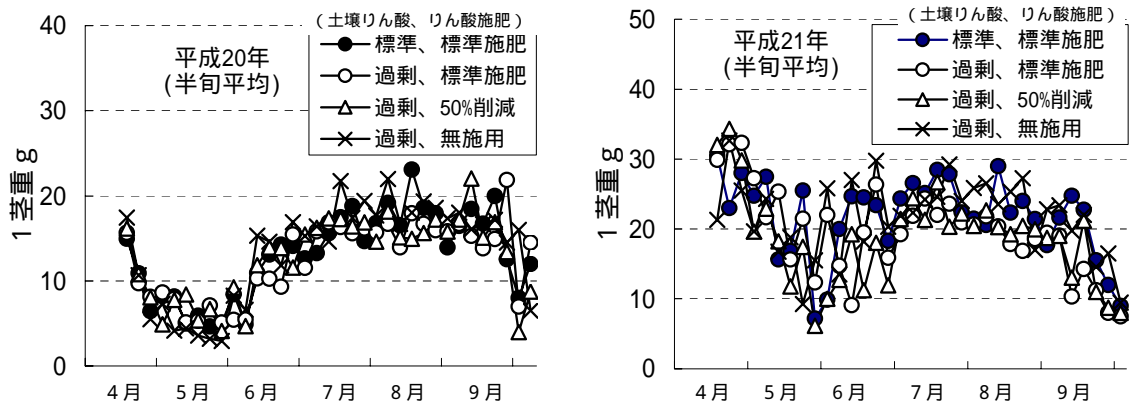 （土壌りん酸、りん酸施肥）
平成20年
(半旬平均)
標準、標準施肥
過剰、標準施肥
過剰、50%削減
過剰、無施用
1茎重 g
40
30
20
10
0
4月 5月 6月 7月 8月 9月
（土壌りん酸、りん酸施肥）
平成21年
(半旬平均)
標準、標準施肥
過剰、標準施肥
過剰、50%削減
過剰、無施用
1茎重 g
50
40
30
20
10
0
4月 5月 6月 7月 8月 9月